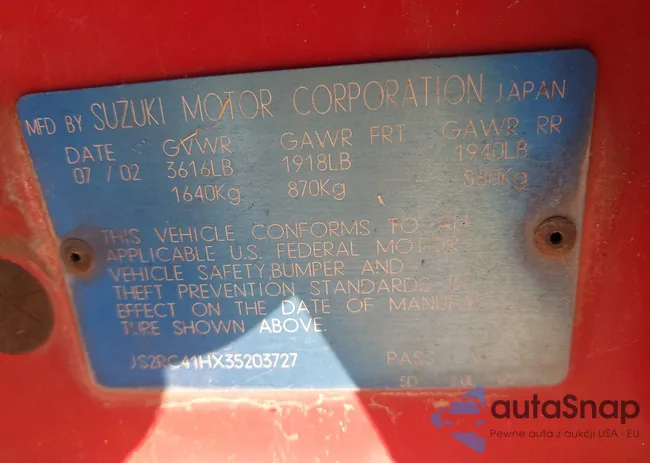 MFD BY SUZUKI MOTOR CORPORATION JAPAN
DATE GVWR GAWR FRT GAWR RR
07 / 02 3616LB 1918LB 1940LB
1640Kg 870Kg 880Kg
THIS VEHICLE CONFORMS TO ALL
APPLICABLE U.S. FEDERAL MOTOR
VEHICLE SAFETY,BUMPER AND
THEFT PREVENTION STANDARDS
EFFECT ON THE DATE OF MANUFAC
TURE SHOWN ABOVE.
JS2RC41HX35203727 PASS
5D
autaSnap
Pewne auta z aukcji USA i EU